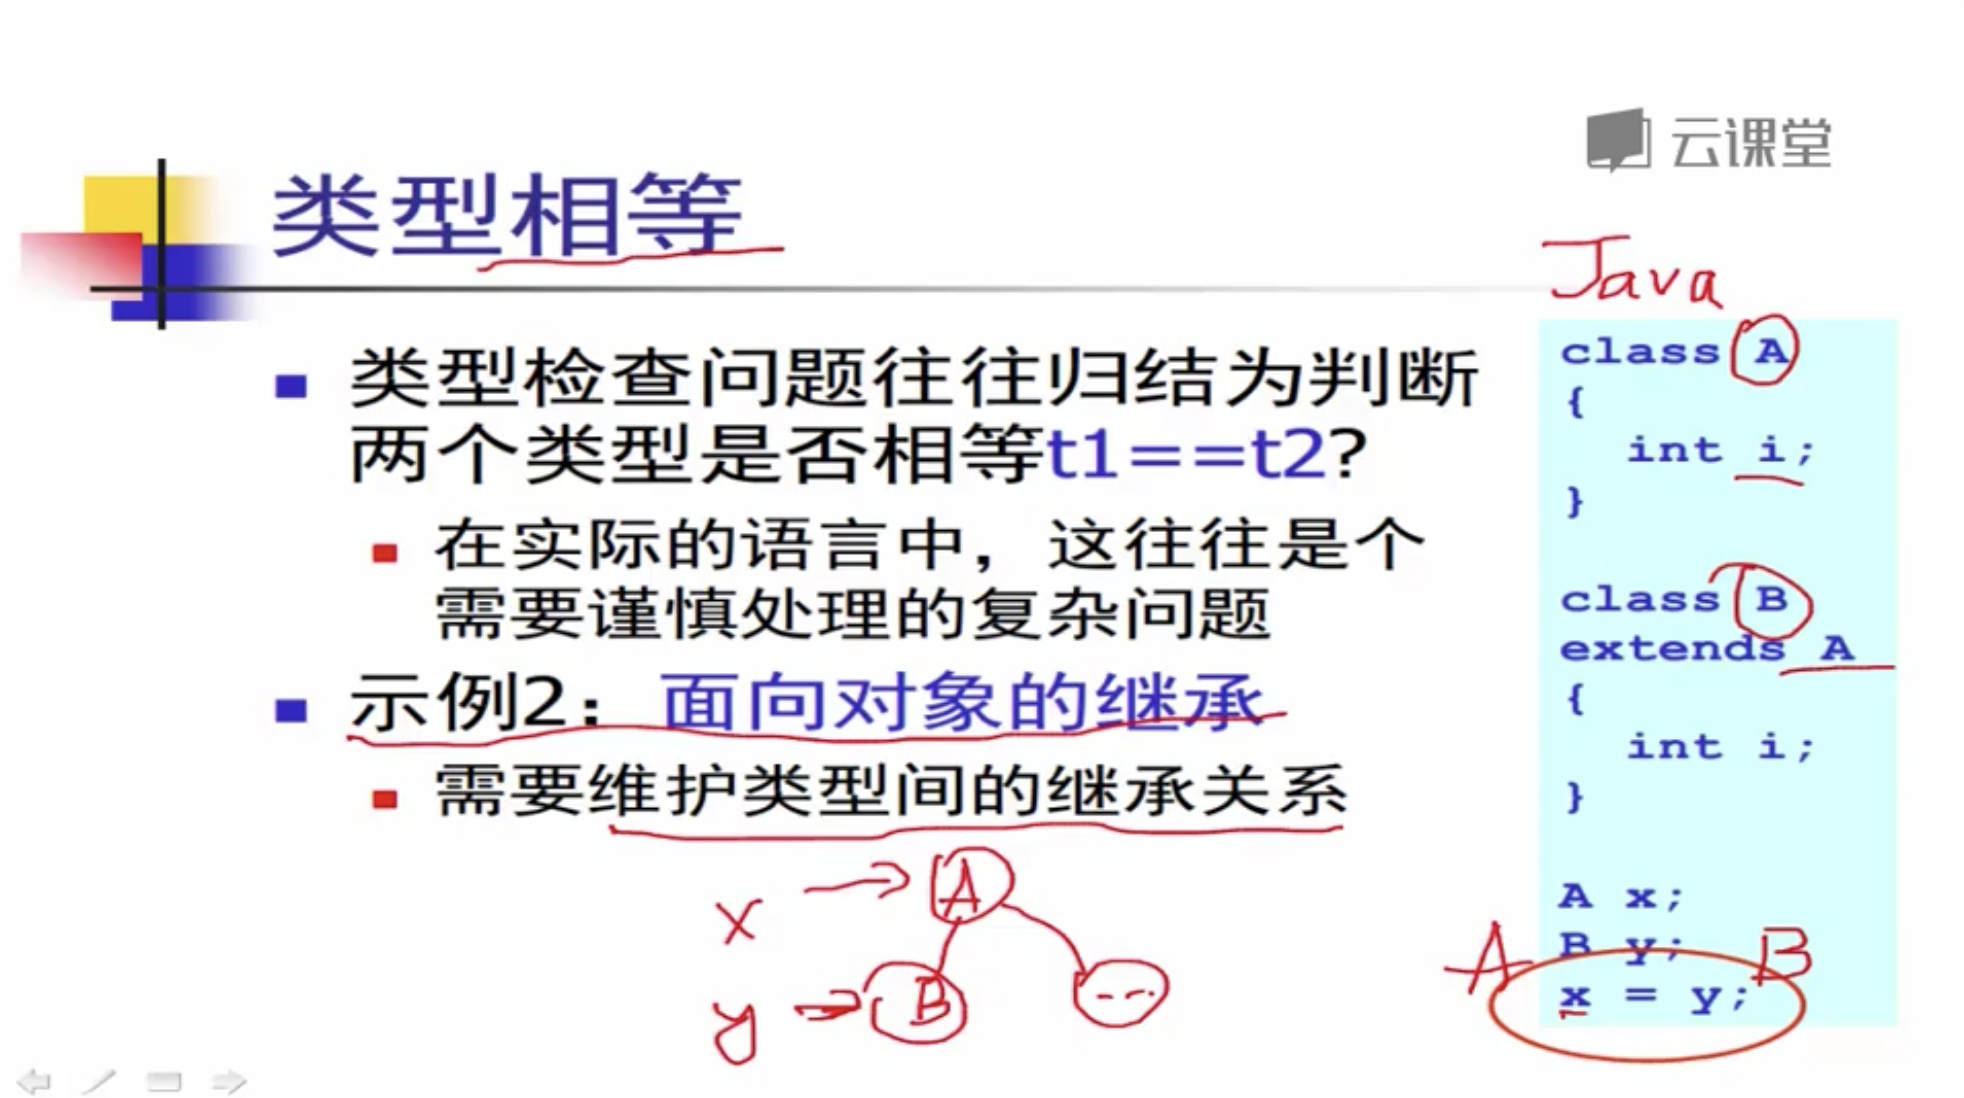 云课堂
类型相等
类型检查问题往往归结为判断
两个类型是否相等t1==t2?
在实际的语言中，这往往是个
需要谨慎处理的复杂问题
示例2：面向对象的继承
需要维护类型间的继承关系
x
A
y
B
Java
class A
{
int i;
}
class B
extends A
{
int i;
}
A x;
B y;
A
B
x = y;